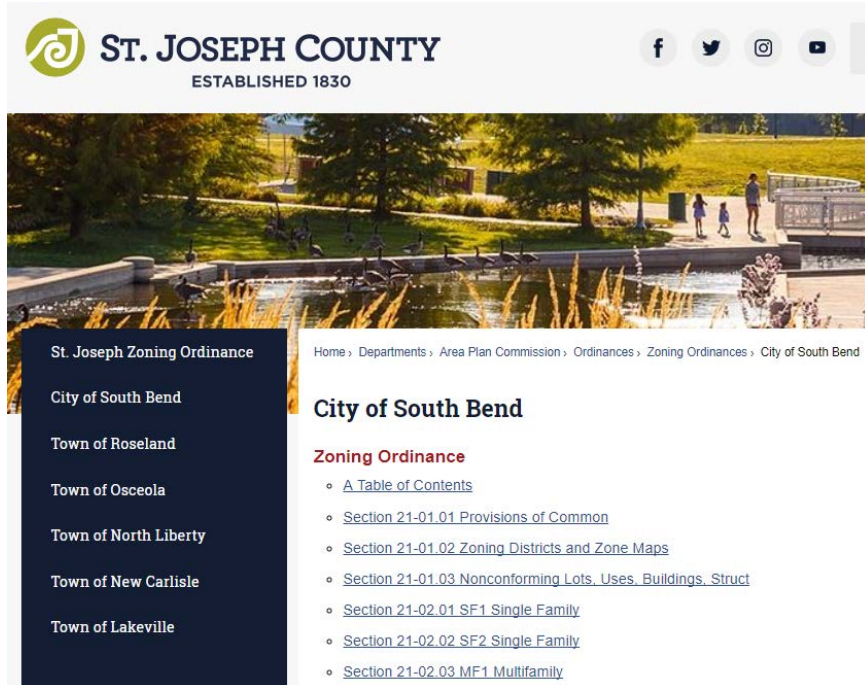 ST. JOSEPH COUNTY
ESTABLISHED 1830
St. Joseph Zoning Ordinance
City of South Bend
Town of Roseland
Town of Osceola
Town of North Liberty
Town of New Carlisle
Town of Lakeville
Home › Departments › Area Plan Commission › Ordinances › Zoning Ordinances › City of South Bend
City of South Bend
Zoning Ordinance
A Table of Contents
Section 21-01.01 Provisions of Common
Section 21-01.02 Zoning Districts and Zone Maps
Section 21-01.03 Nonconforming Lots, Uses, Buildings, Struct
Section 21-02.01 SF1 Single Family
Section 21-02.02 SF2 Single Family
Section 21-02.03 MF1 Multifamily